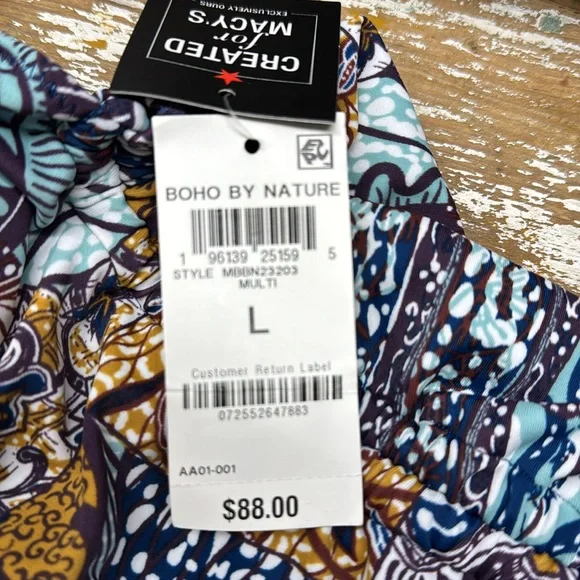 CREATED
for
MACY'S
EXCLUSIVELY OURS
BOHO BY NATURE
1 96139 25159 5
STYLE MBBN23203
MULTI
L
Customer Return Label
072552647883
AA01-001
$88.00